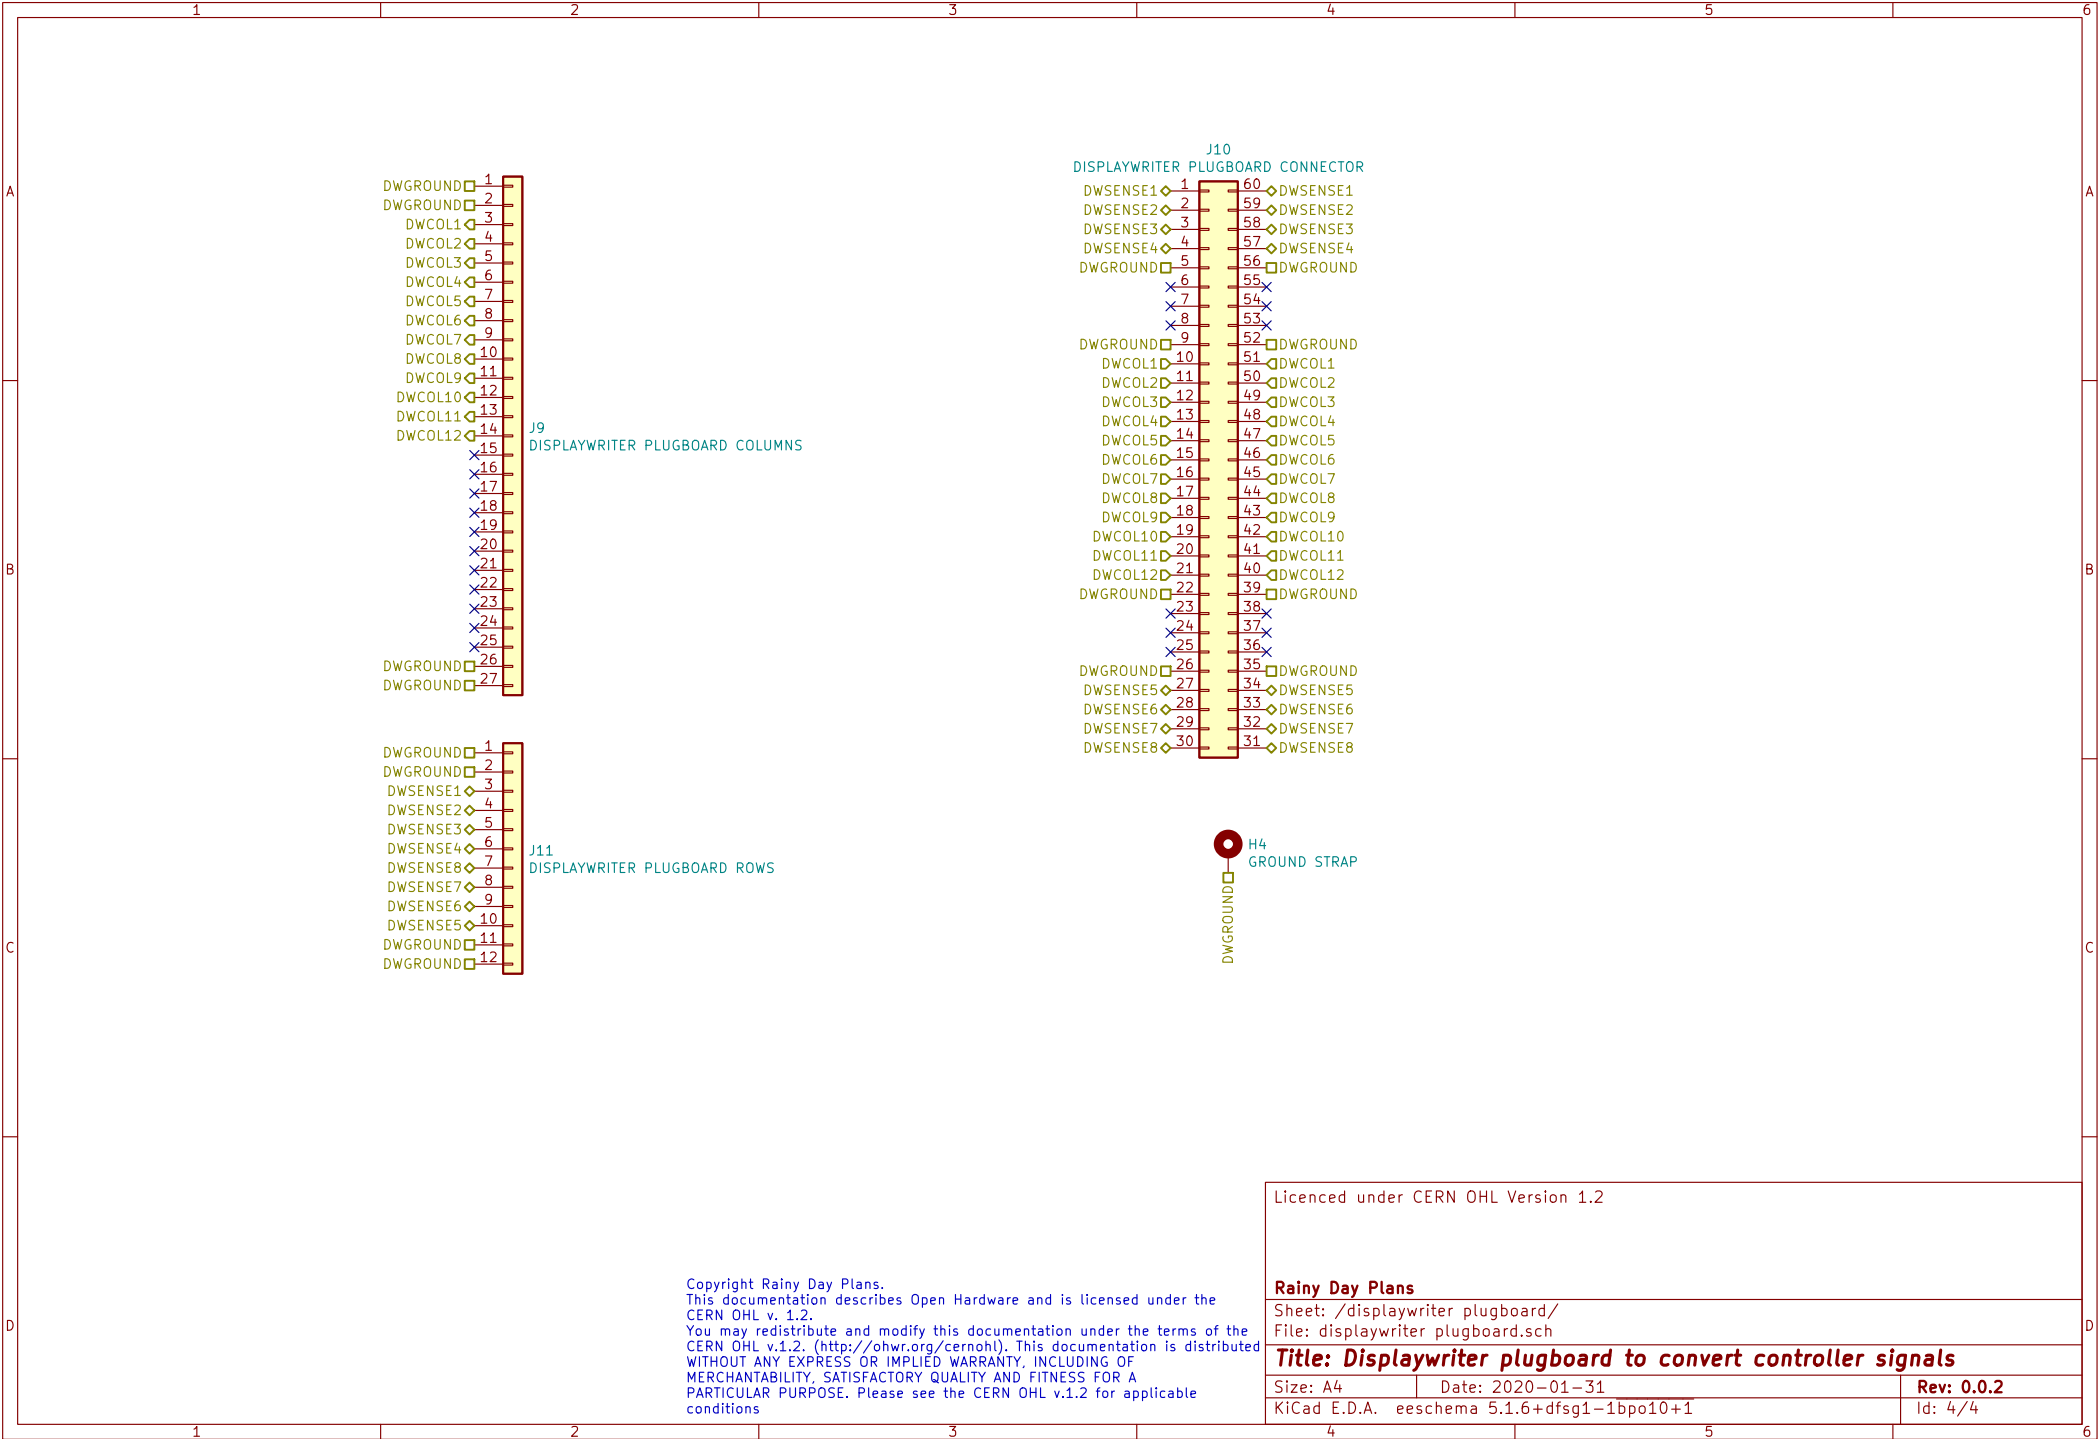 1 2 3 4 5 6
A A
B B
C C
D D
DWGROUND 1
DWGROUND 2
DWCOL1 3
DWCOL2 4
DWCOL3 5
DWCOL4 6
DWCOL5 7
DWCOL6 8
DWCOL7 9
DWCOL8 10
DWCOL9 11
DWCOL10 12
DWCOL11 13
DWCOL12 14
15
16
17
18
19
20
21
22
23
24
25
DWGROUND 26
DWGROUND 27
J9
DISPLAYWRITER PLUGBOARD COLUMNS
DWGROUND 1
DWGROUND 2
DWSENSE1 3
DWSENSE2 4
DWSENSE3 5
DWSENSE4 6
DWSENSE8 7
DWSENSE7 8
DWSENSE6 9
DWSENSE5 10
DWGROUND 11
DWGROUND 12
J11
DISPLAYWRITER PLUGBOARD ROWS
J10
DISPLAYWRITER PLUGBOARD CONNECTOR
DWSENSE1 1 60 DWSENSE1
DWSENSE2 2 59 DWSENSE2
DWSENSE3 3 58 DWSENSE3
DWSENSE4 4 57 DWSENSE4
DWGROUND 5 56 DWGROUND
6 55
7 54
8 53
DWGROUND 9 52 DWGROUND
DWCOL1 10 51 DWCOL1
DWCOL2 11 50 DWCOL2
DWCOL3 12 49 DWCOL3
DWCOL4 13 48 DWCOL4
DWCOL5 14 47 DWCOL5
DWCOL6 15 46 DWCOL6
DWCOL7 16 45 DWCOL7
DWCOL8 17 44 DWCOL8
DWCOL9 18 43 DWCOL9
DWCOL10 19 42 DWCOL10
DWCOL11 20 41 DWCOL11
DWCOL12 21 40 DWCOL12
DWGROUND 22 39 DWGROUND
23 38
24 37
25 36
DWGROUND 26 35 DWGROUND
DWSENSE5 27 34 DWSENSE5
DWSENSE6 28 33 DWSENSE6
DWSENSE7 29 32 DWSENSE7
DWSENSE8 30 31 DWSENSE8
H4
GROUND STRAP
DWGROUND
Copyright Rainy Day Plans.
This documentation describes Open Hardware and is licensed under the
CERN OHL v. 1.2.
You may redistribute and modify this documentation under the terms of the
CERN OHL v.1.2. (http://ohwr.org/cernohl). This documentation is distributed
WITHOUT ANY EXPRESS OR IMPLIED WARRANTY, INCLUDING OF
MERCHANTABILITY, SATISFACTORY QUALITY AND FITNESS FOR A
PARTICULAR PURPOSE. Please see the CERN OHL v.1.2 for applicable
conditions
Licenced under CERN OHL Version 1.2
Rainy Day Plans
Sheet: /displaywriter plugboard/
File: displaywriter plugboard.sch
Title: Displaywriter plugboard to convert controller signals
Size: A4 Date: 2020-01-31 Rev: 0.0.2
KiCad E.D.A. eeschema 5.1.6+dfsg1-1bpo10+1 Id: 4/4
1 2 3 4 5 6